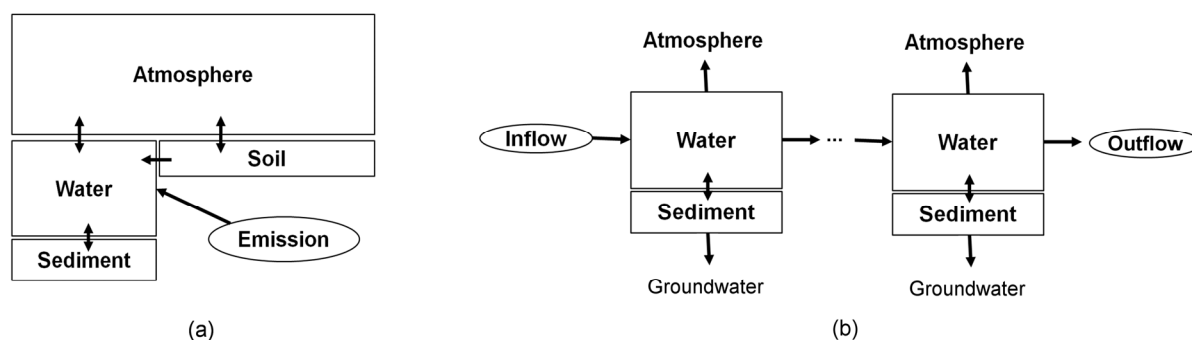 Atmosphere
Soil
Water
Emission
Sediment
(a)
Atmosphere
Atmosphere
Inflow
Water
...
Water
Outflow
Sediment
Sediment
Groundwater
Groundwater
(b)